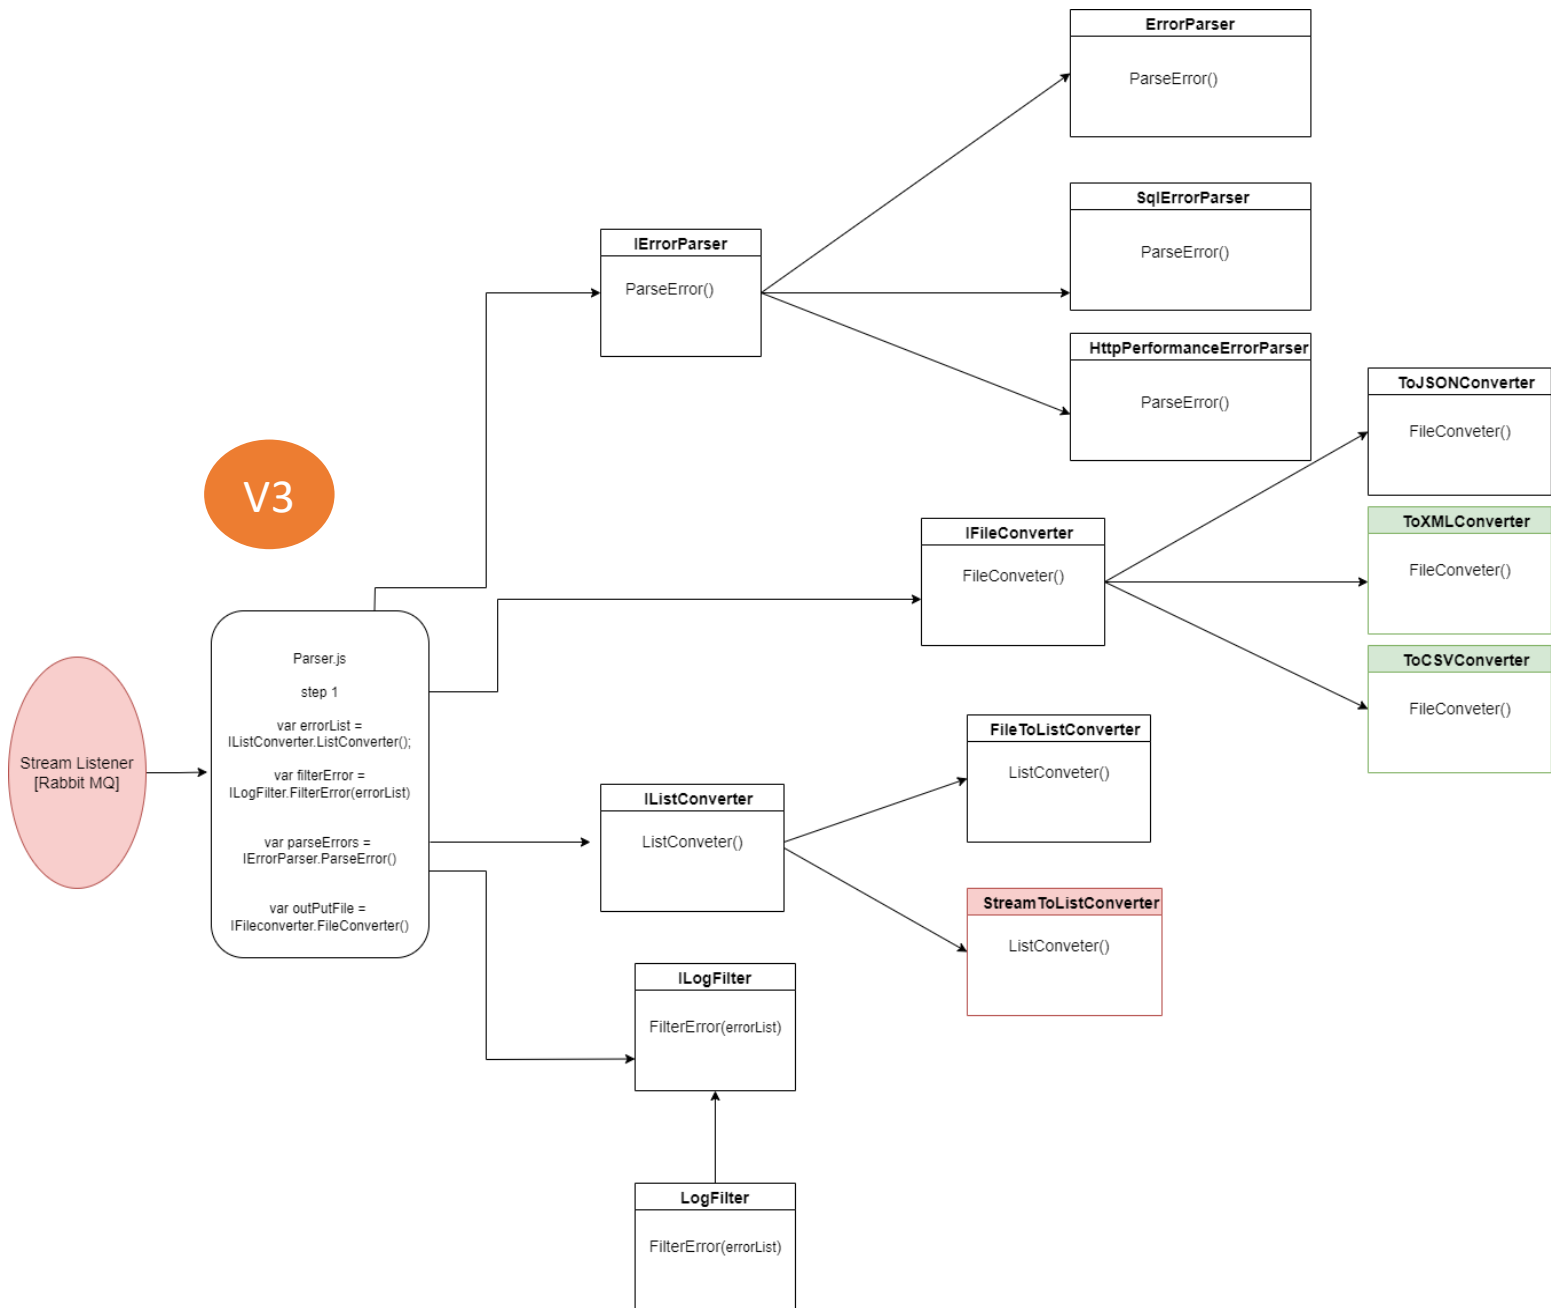 ErrorParser
ParseError()
SqlErrorParser
ParseError()
IErrorParser
ParseError()
HttpPerformanceErrorParser
ParseError()
ToJSONConverter
FileConveter()
V3
ToXMLConverter
FileConveter()
IFileConverter
FileConveter()
ToCSVConverter
FileConveter()
Stream Listener
[Rabbit MQ]
Parser.js
step 1
var errorList =
IListConverter.ListConverter();
var filterError =
ILogFilter.FilterError(errorList)
var parseErrors =
IErrorParser.ParseError()
var outPutFile =
IFileconverter.FileConverter()
FileToListConverter
ListConveter()
IListConverter
ListConveter()
StreamToListConverter
ListConveter()
ILogFilter
FilterError(errorList)
LogFilter
FilterError(errorList)